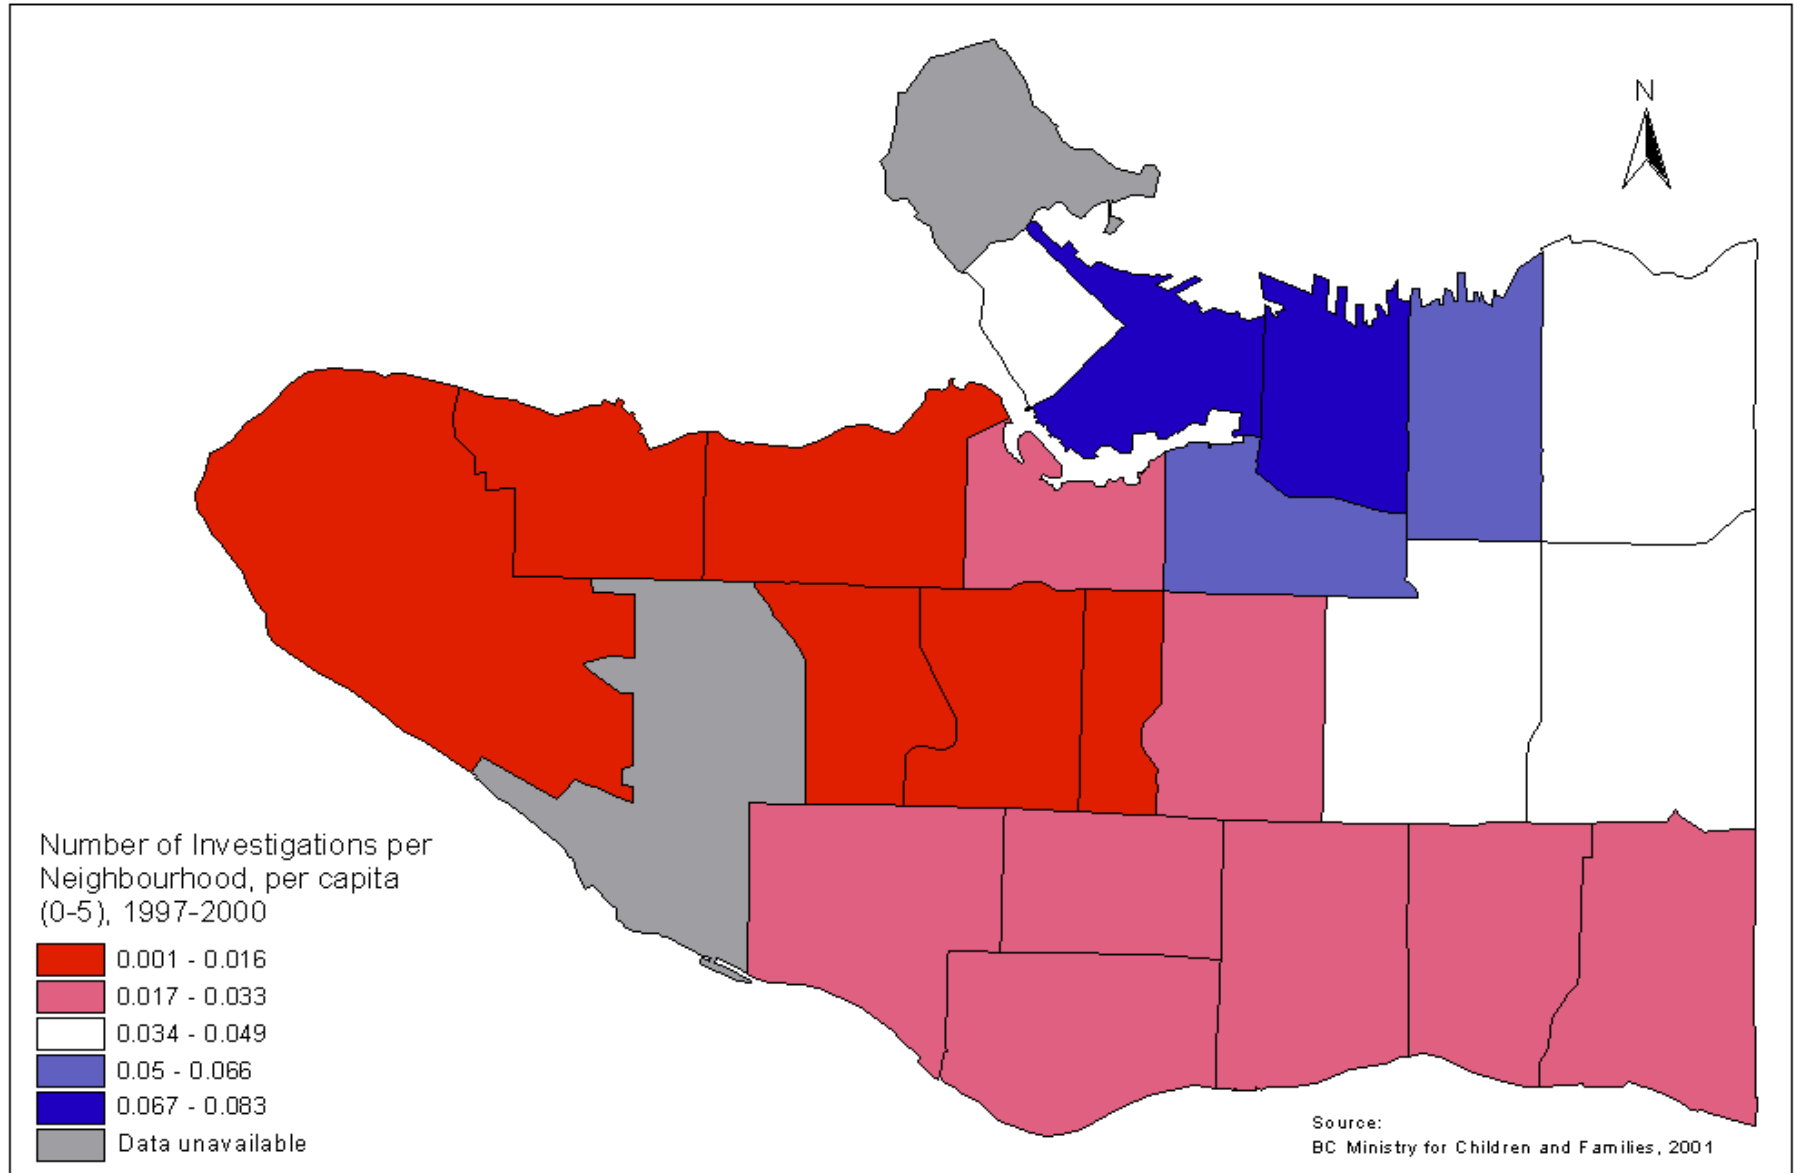 N
Number of Investigations per
Neighbourhood, per capita
(0-5), 1997-2000
0.001 - 0.016
0.017 - 0.033
0.034 - 0.049
0.05 - 0.066
0.067 - 0.083
Data unavailable
Source:
BC Ministry for Children and Families, 2001